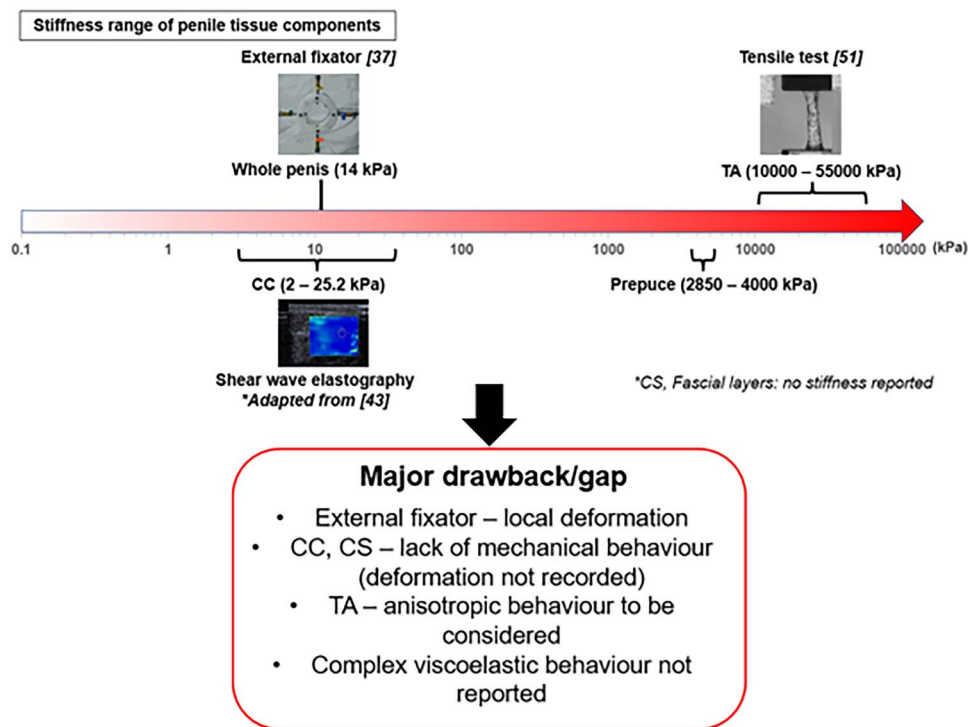 Stiffness range of penile tissue components
External fixator [37]
Tensile test [51]
Whole penis (14 kPa)
TA (10000 – 55000 kPa)
0.1 1 10 100 1000 10000 100000 (kPa)
CC (2 – 25.2 kPa)
Prepuce (2850 – 4000 kPa)
Shear wave elastography
*Adapted from [43]
*CS, Fascial layers: no stiffness reported
Major drawback/gap
• External fixator – local deformation
• CC, CS – lack of mechanical behaviour
(deformation not recorded)
• TA – anisotropic behaviour to be
considered
• Complex viscoelastic behaviour not
reported